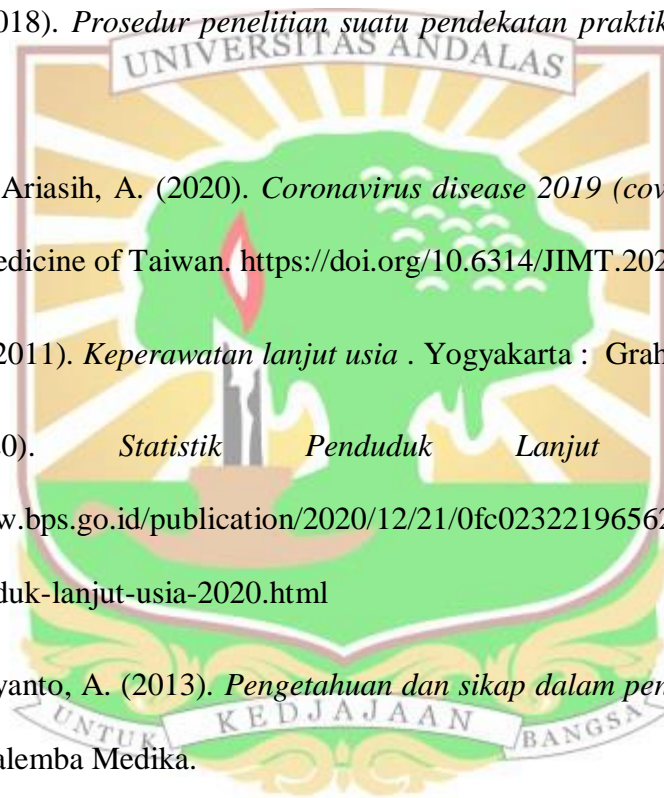 018). Prosedur penelitian suatu pendekatan praktik
UNIVERSITAS ANDALAS
Ariasih, A. (2020). Coronavirus disease 2019 (cov
edicine of Taiwan. https://doi.org/10.6314/JIMT.202
2011). Keperawatan lanjut usia . Yogyakarta : Grah
0). Statistik Penduduk Lanjut
w.bps.go.id/publication/2020/12/21/0fc02322196562
duk-lanjut-usia-2020.html
yanto, A. (2013). Pengetahuan dan sikap dalam pen
UNTUK KEDJAJAAN BANGSA
alemba Medika.